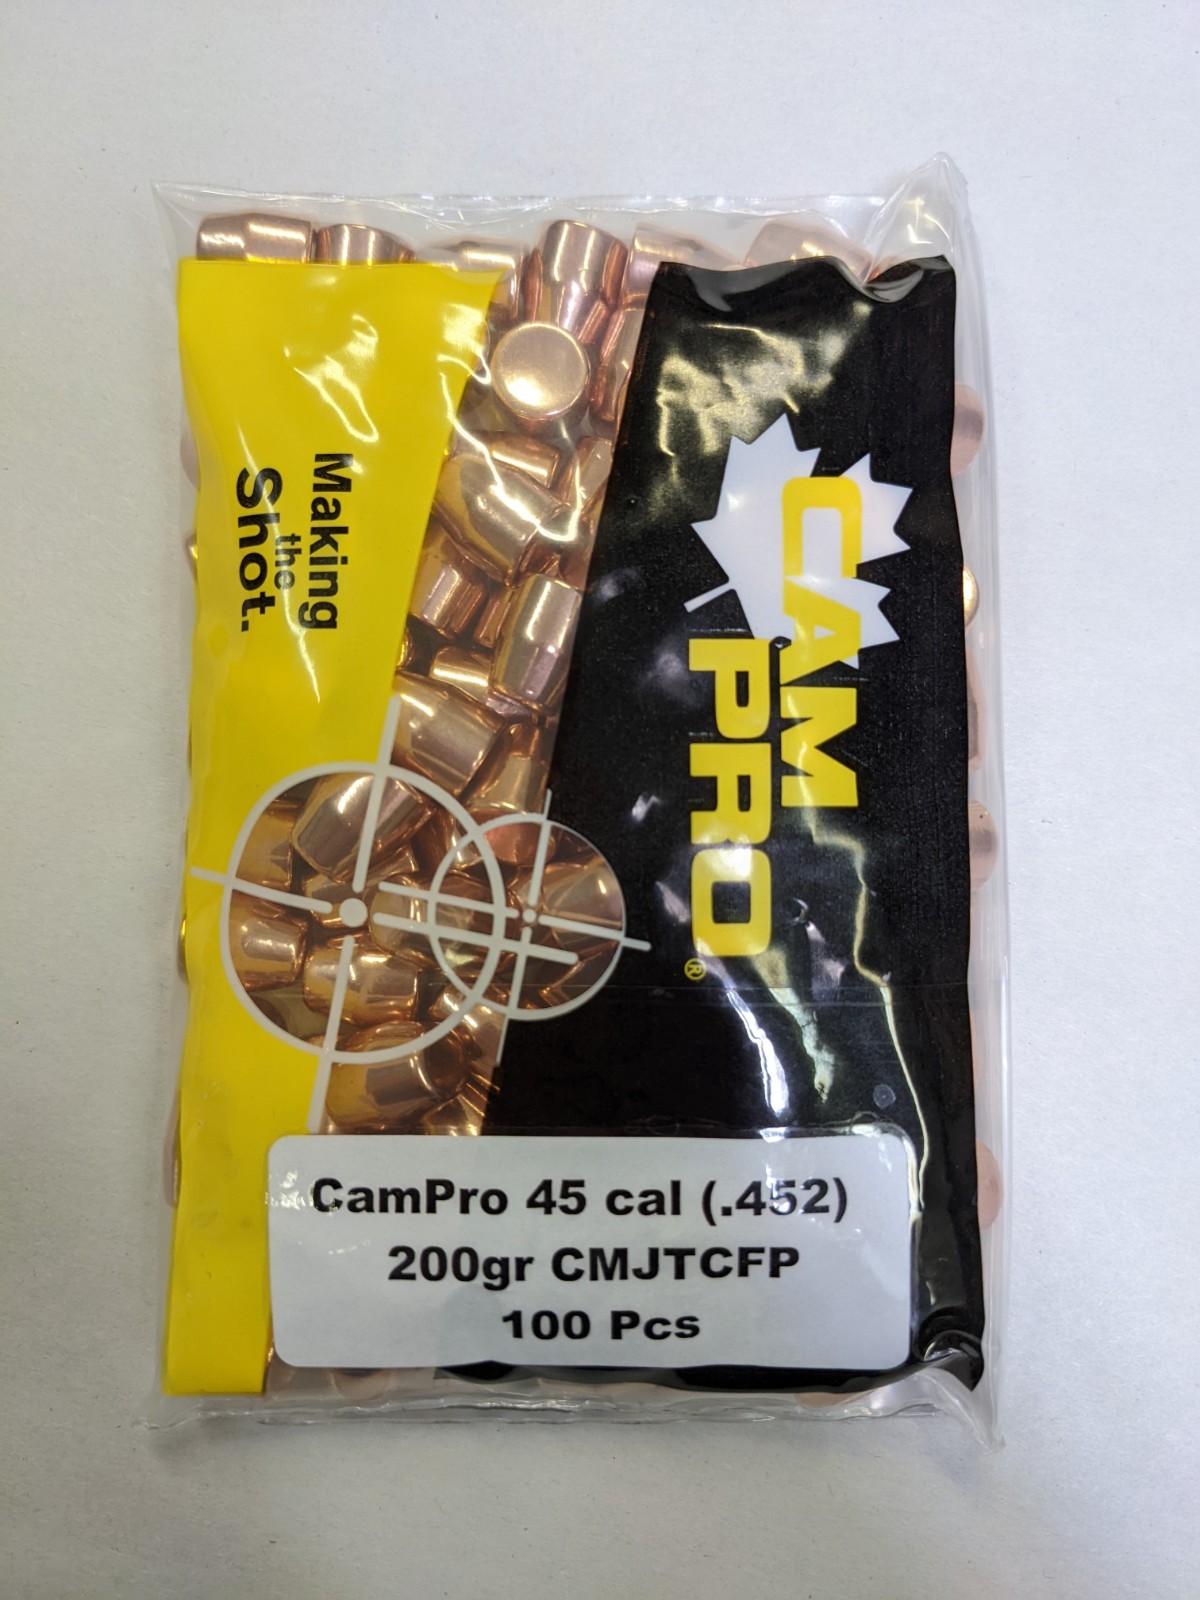 CAM
PRO®
Making
the
Shot.
CamPro 45 cal (.452)
200gr CMJTCFP
100 Pcs